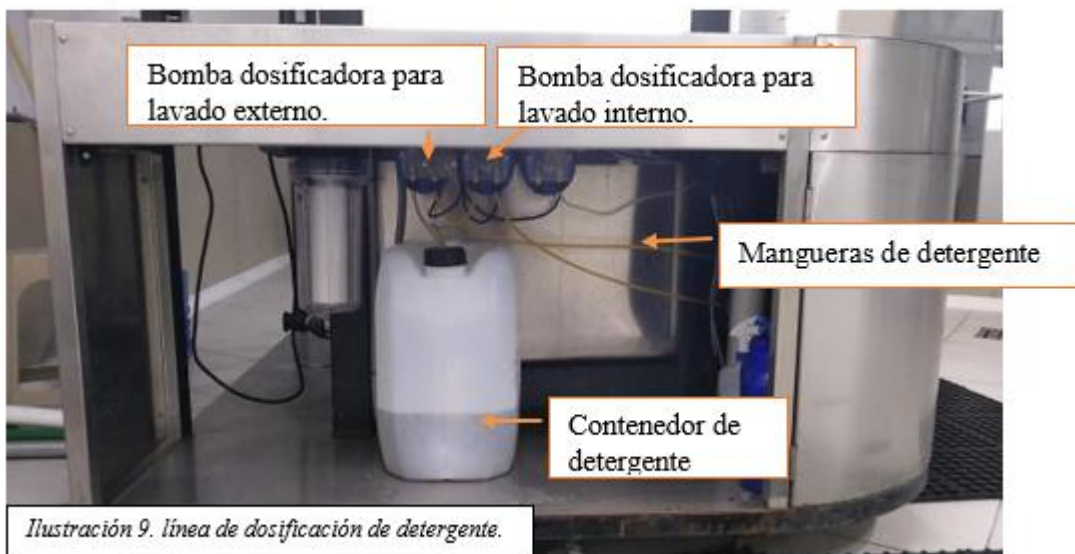 Bomba dosificadora para
lavado externo.
Bomba dosificadora para
lavado interno.
Mangueras de detergente
Contenedor de
detergente
Ilustración 9. línea de dosificación de detergente.